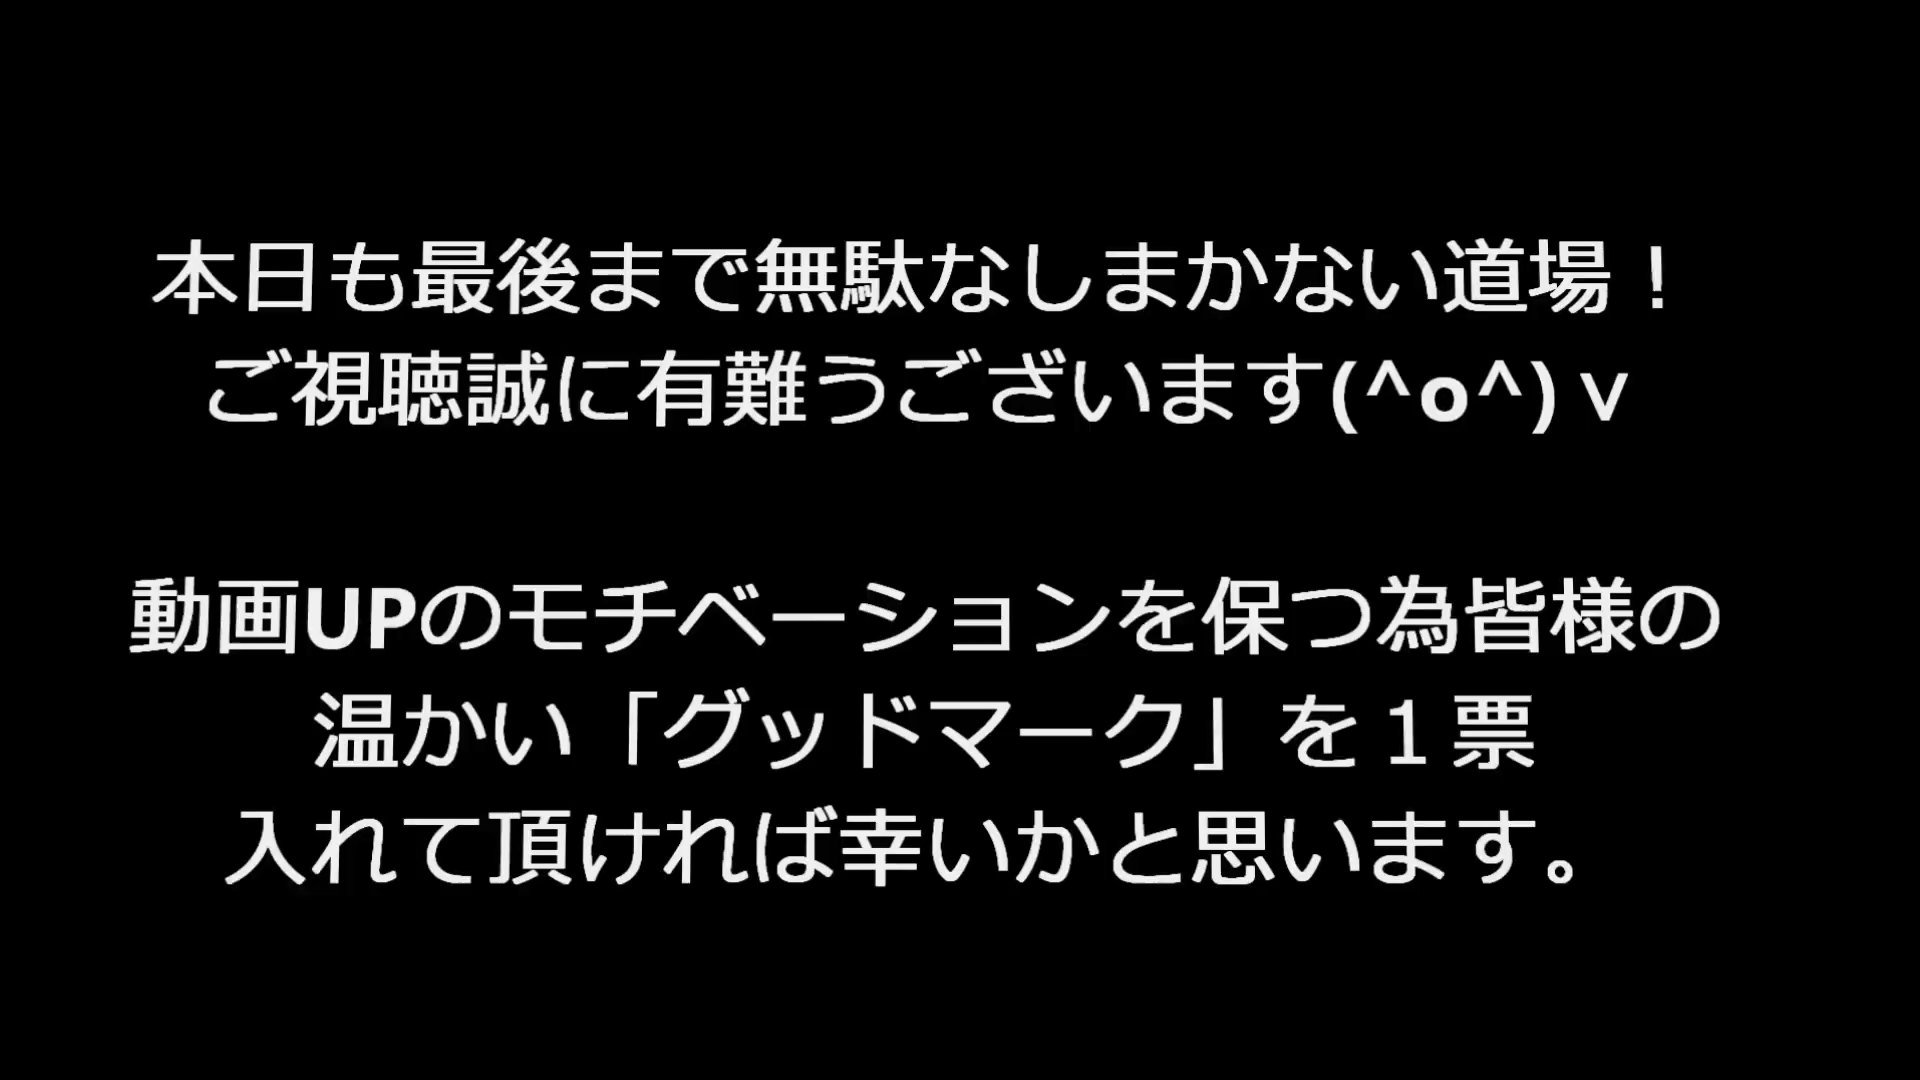 本日も最後まで無駄なしまかない道場！
ご視聴誠に有難うございます(^o^)ｖ
動画UPのモチベーションを保つ為皆様の
温かい「グッドマーク」を１票
入れて頂ければ幸いかと思います。